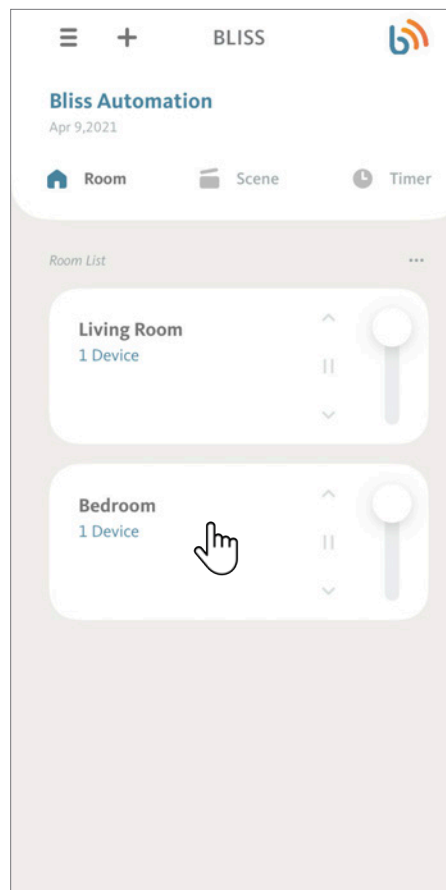 BLISS
Bliss Automation
Apr 9,2021
Room Scene Timer
Room List
Living Room
1 Device
Bedroom
1 Device